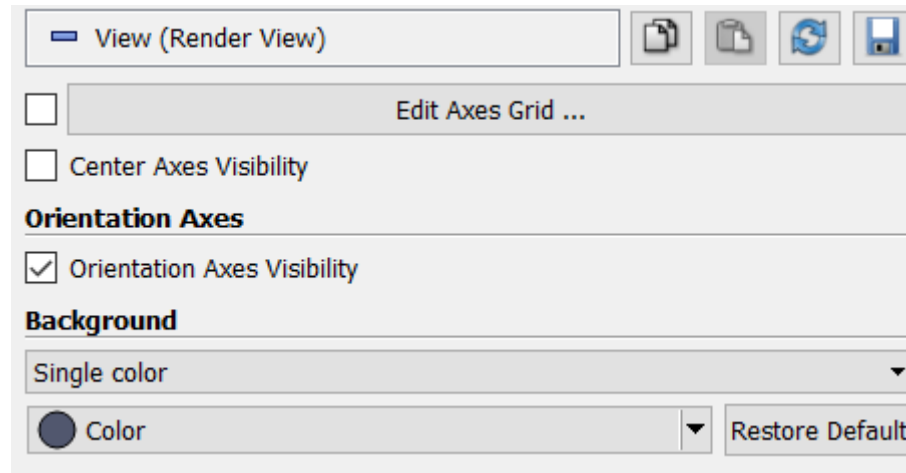 View (Render View)
Edit Axes Grid ...
Center Axes Visibility
Orientation Axes
Orientation Axes Visibility
Background
Single color
Color Restore Default